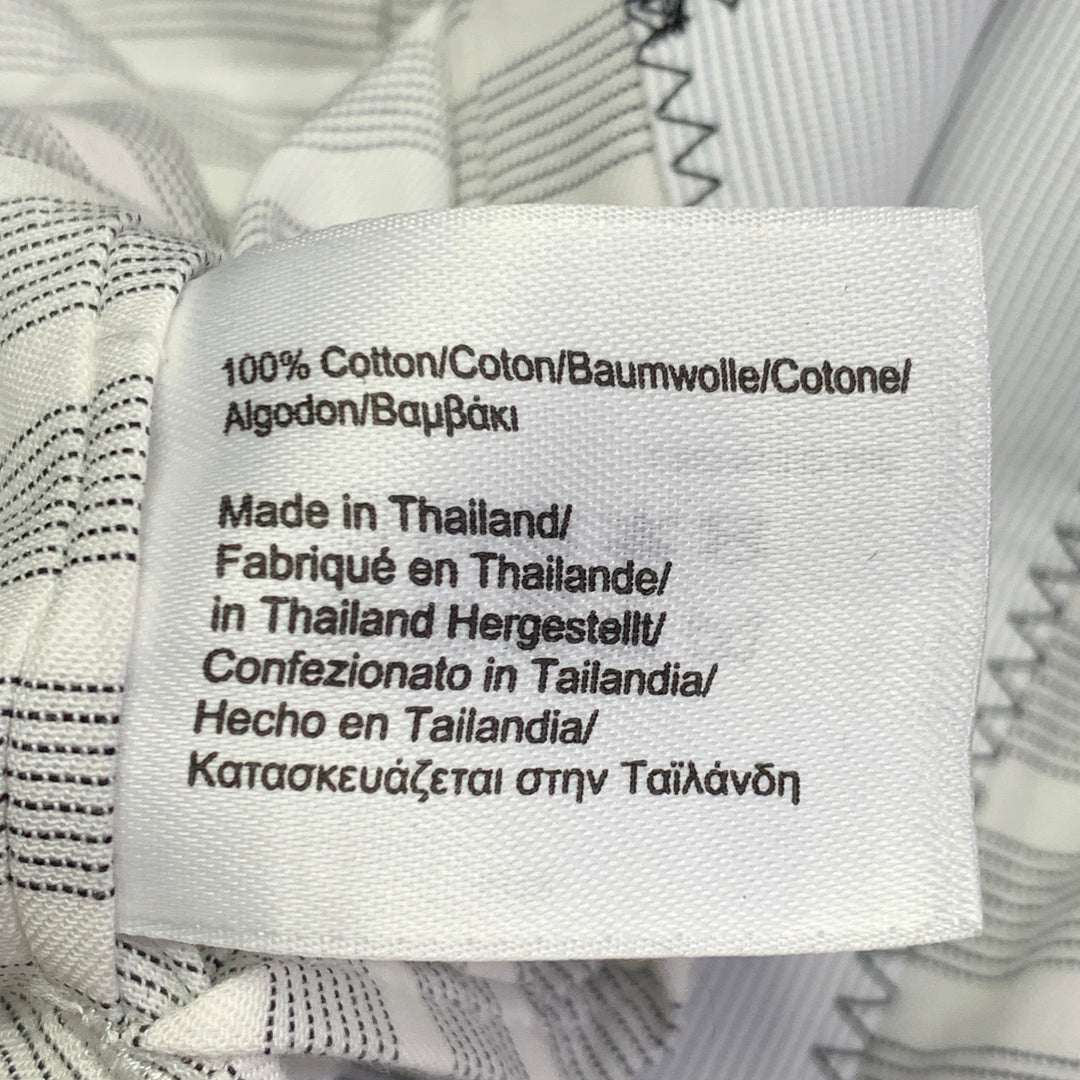 100% Cotton/Coton/Baumwolle/Cotone/
Algodon/Βαμβάκι
Made in Thailand/
Fabriqué en Thailande/
in Thailand Hergestellt/
Confezionato in Tailandia/
Hecho en Tailandia/
Κατασκευάζεται στην Ταϊλάνδη